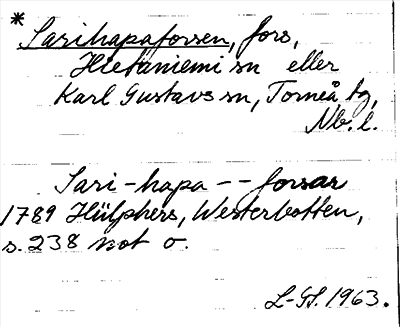 * Sarihapaforsen, fors,
Hietaniemi sn eller
Karl Gustavs sn, Torneå tg,
Nb. l.
Sari-hapa -- forsar
1789 Hülphers, Westerbotten,
s. 238 not o.
L-GH. 1963.